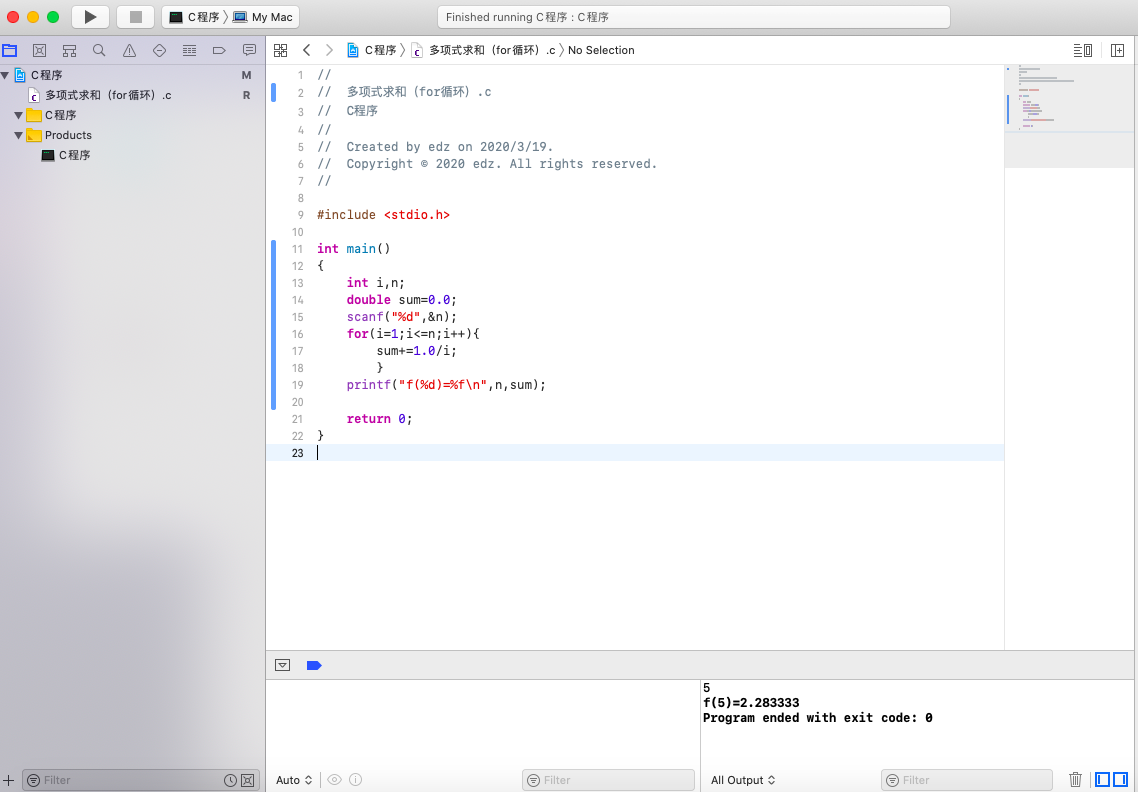 C程序 〉 My Mac
Finished running C程序 : C程序
C程序 〉 多项式求和（for循环）.c 〉 No Selection
C程序 M
多项式求和（for循环）.c R
C程序
Products
C程序
1 //
2 //  多项式求和（for循环）.c
3 //  C程序
4 //
5 //  Created by edz on 2020/3/19.
6 //  Copyright © 2020 edz. All rights reserved.
7 //
8
9 #include <stdio.h>
10
11 int main()
12 {
13     int i,n;
14     double sum=0.0;
15     scanf("%d",&n);
16     for(i=1;i<=n;i++){
17         sum+=1.0/i;
18         }
19     printf("f(%d)=%f\n",n,sum);
20
21     return 0;
22 }
23
5
f(5)=2.283333
Program ended with exit code: 0
Filter
Auto
Filter
All Output
Filter